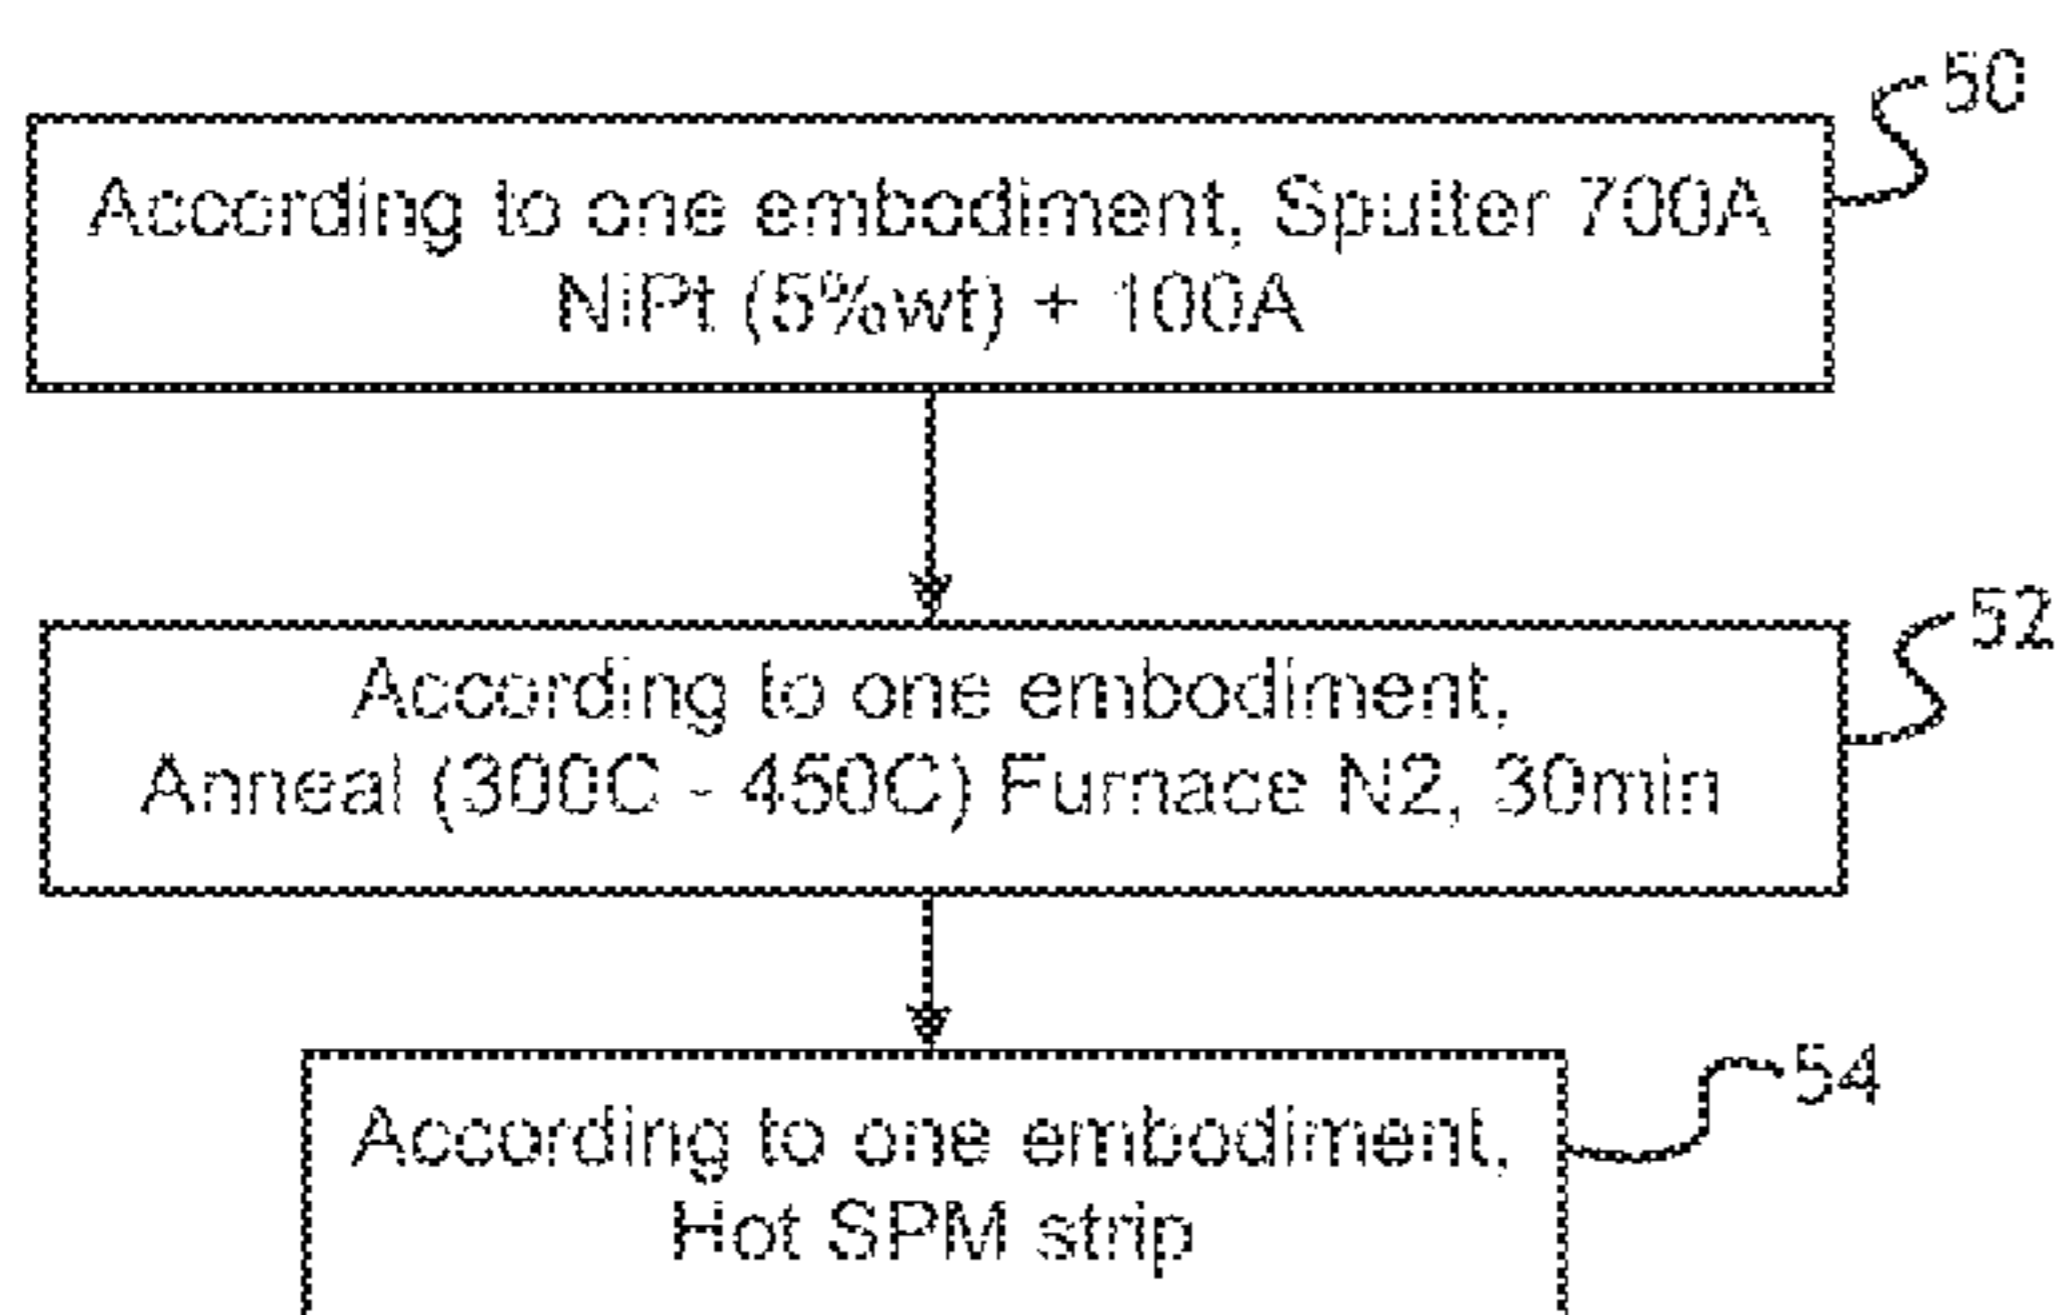 50
According to one embodiment, Sputter 700A
NiPt (5%wt) + 100A
52
According to one embodiment,
Anneal (300C - 450C) Furnace N2, 30min
54
According to one embodiment,
Hot SPM strip